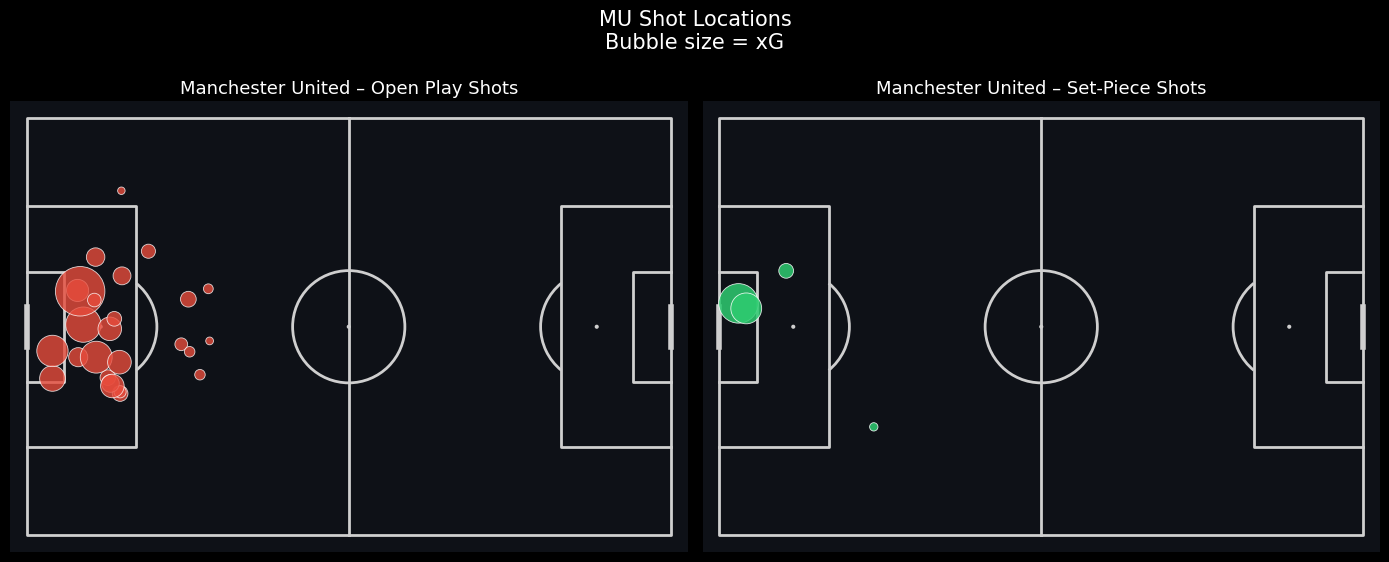 MU Shot Locations
Bubble size = xG
Manchester United – Open Play Shots
Manchester United – Set-Piece Shots